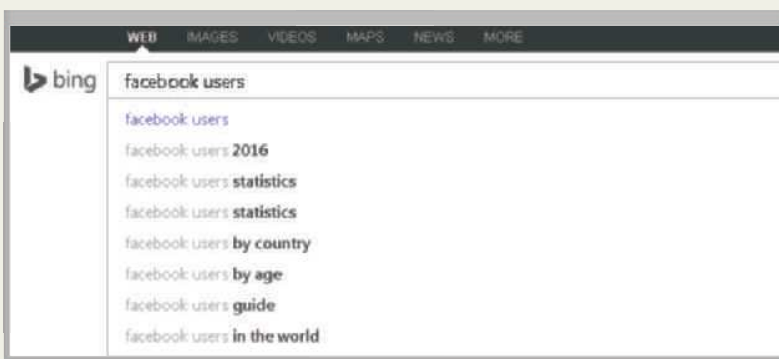 WEB IMAGES VIDEOS MAPS NEWS MORE
bing facebook users
facebook users
facebook users 2016
facebook users statistics
facebook users statistics
facebook users by country
facebook users by age
facebook users guide
facebook users in the world